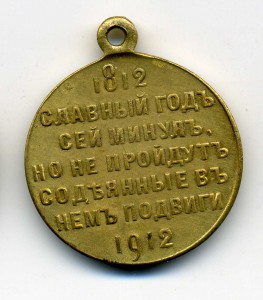 1812
СЛАВНЫЙ ГОДЪ
СЕЙ МИНУЛЪ,
НО НЕ ПРОЙДУТЪ
СОДѢЯННЫЕ ВЪ
НЕМЪ ПОДВИГИ
1912